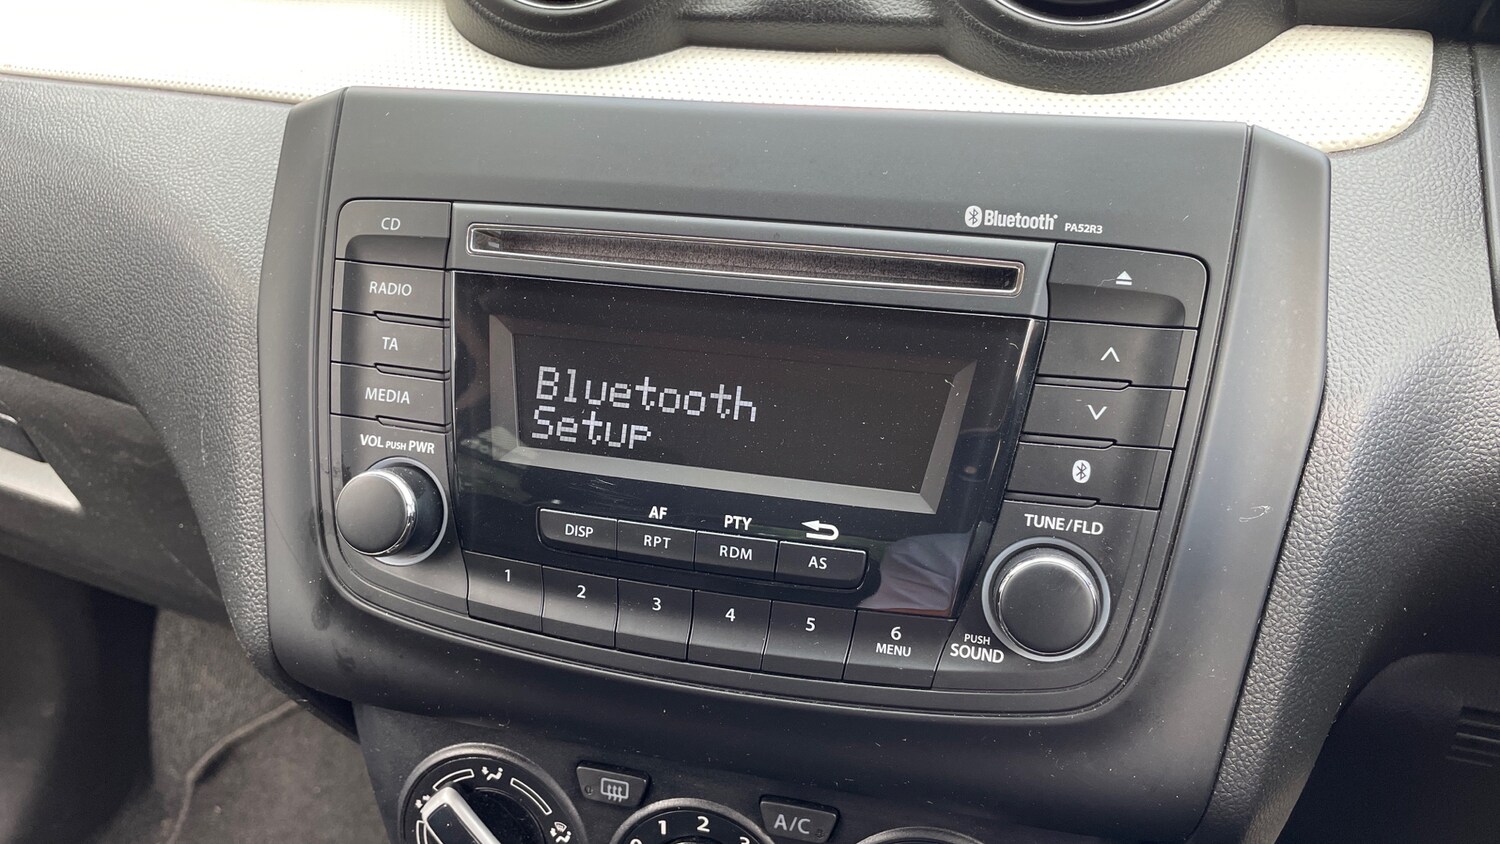 Bluetooth
PA52R3
CD
RADIO
TA
MEDIA
VOL PUSH PWR
Bluetooth
Setup
AF
PTY
DISP
RPT
RDM
AS
1
2
3
4
5
6
MENU
TUNE/FLD
PUSH
SOUND
1
2
A/C